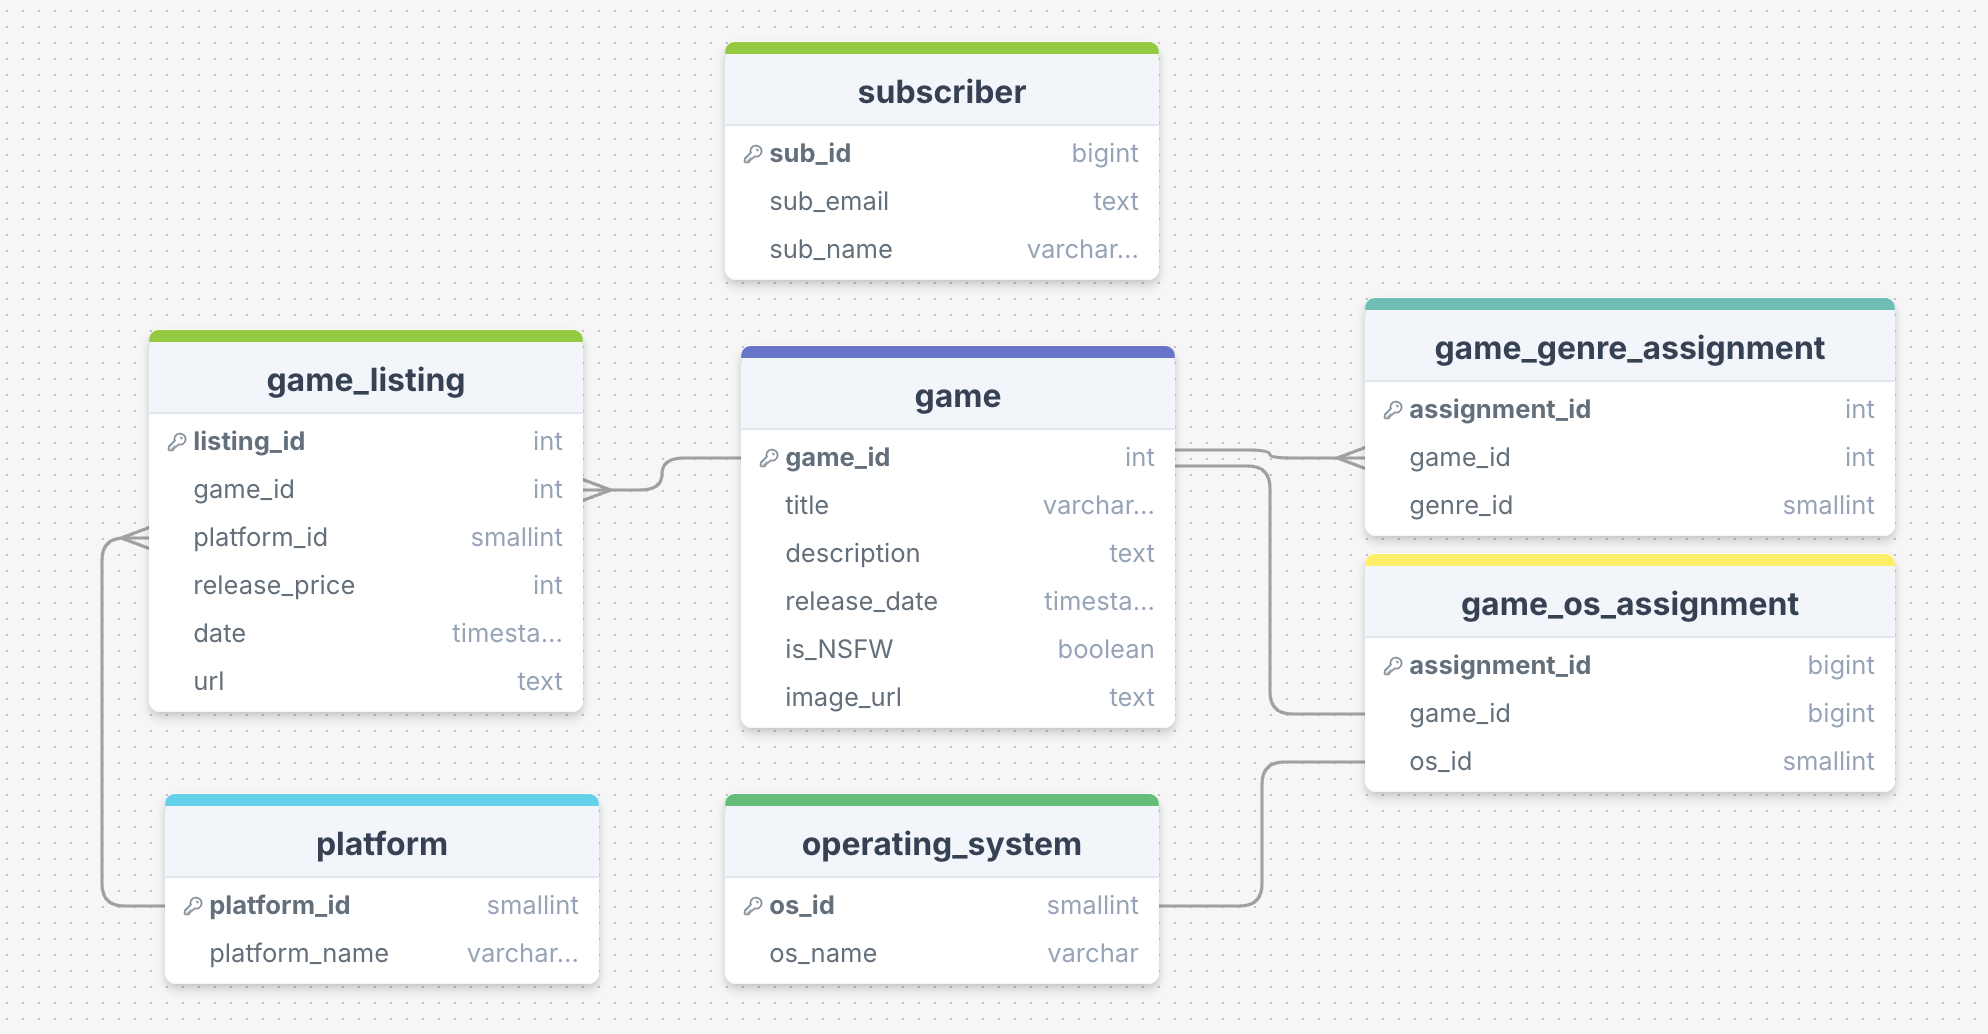 subscriber
sub_id bigint
sub_email text
sub_name varchar...
game_listing
listing_id int
game_id int
platform_id smallint
release_price int
date timesta...
url text
game
game_id int
title varchar...
description text
release_date timesta...
is_NSFW boolean
image_url text
game_genre_assignment
assignment_id int
game_id int
genre_id smallint
game_os_assignment
assignment_id bigint
game_id bigint
os_id smallint
platform
platform_id smallint
platform_name varchar...
operating_system
os_id smallint
os_name varchar